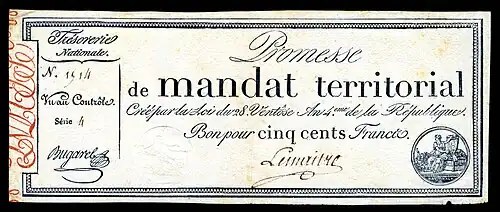 Trésorerie
Nationale.
N. 1514
Vu au Contrôle
Série 4
Bugarel
Promesse
de mandat territorial
Créé par la Loi du 28. Ventôse An 4.eme de la République.
Bon pour cinq cents Francs.